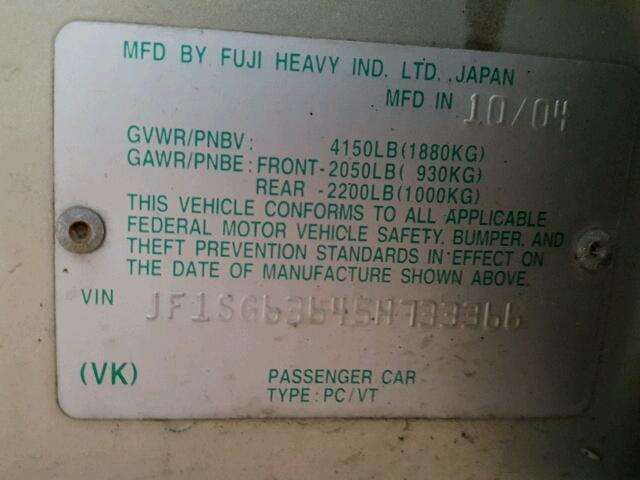 MFD BY FUJI HEAVY IND. LTD., JAPAN
MFD IN 10/04
GVWR/PNBV: 4150LB(1880KG)
GAWR/PNBE: FRONT-2050LB( 930KG)
REAR -2200LB(1000KG)
THIS VEHICLE CONFORMS TO ALL APPLICABLE
FEDERAL MOTOR VEHICLE SAFETY, BUMPER, AND
THEFT PREVENTION STANDARDS IN EFFECT ON
THE DATE OF MANUFACTURE SHOWN ABOVE.
VIN JF1SG63645H733366
(VK) PASSENGER CAR
TYPE: PC/VT